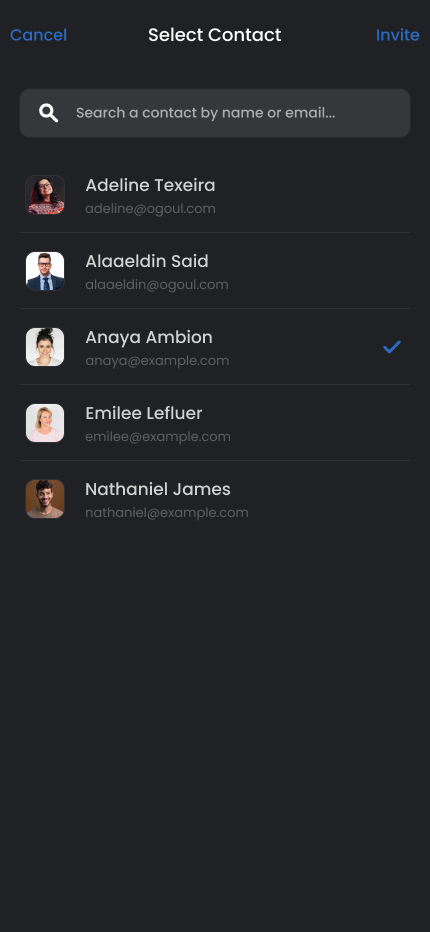 Cancel Select Contact Invite
Search a contact by name or email...
Adeline Texeira
adeline@ogoul.com
Alaaeldin Said
alaaeldin@ogoul.com
Anaya Ambion
anaya@example.com
Emilee Lefluer
emilee@example.com
Nathaniel James
nathaniel@example.com